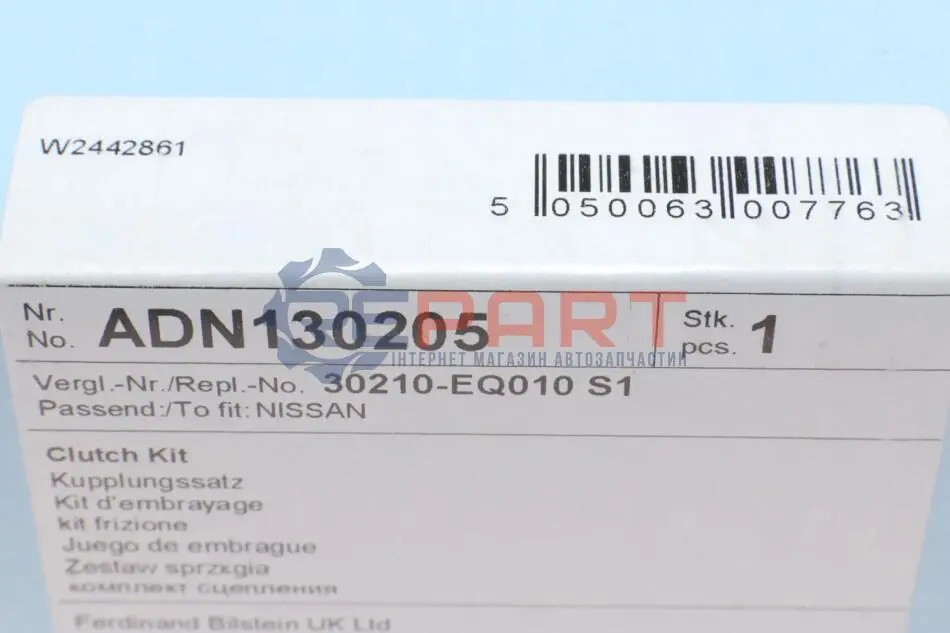 W2442861
5 050063 007763
Nr. No. ADN130205 Stk. pcs. 1
PART
ІНТЕРНЕТ МАГАЗИН АВТОЗАПЧАСТИН
Vergl.-Nr./Repl.-No. 30210-EQ010 S1
Passend:/To fit: NISSAN
Clutch Kit
Kupplungssatz
Kit d'embrayage
kit frizione
Juego de embrague
Zestaw sprzxgia
комплект сцепления
Ferdinand Bilstein UK Ltd